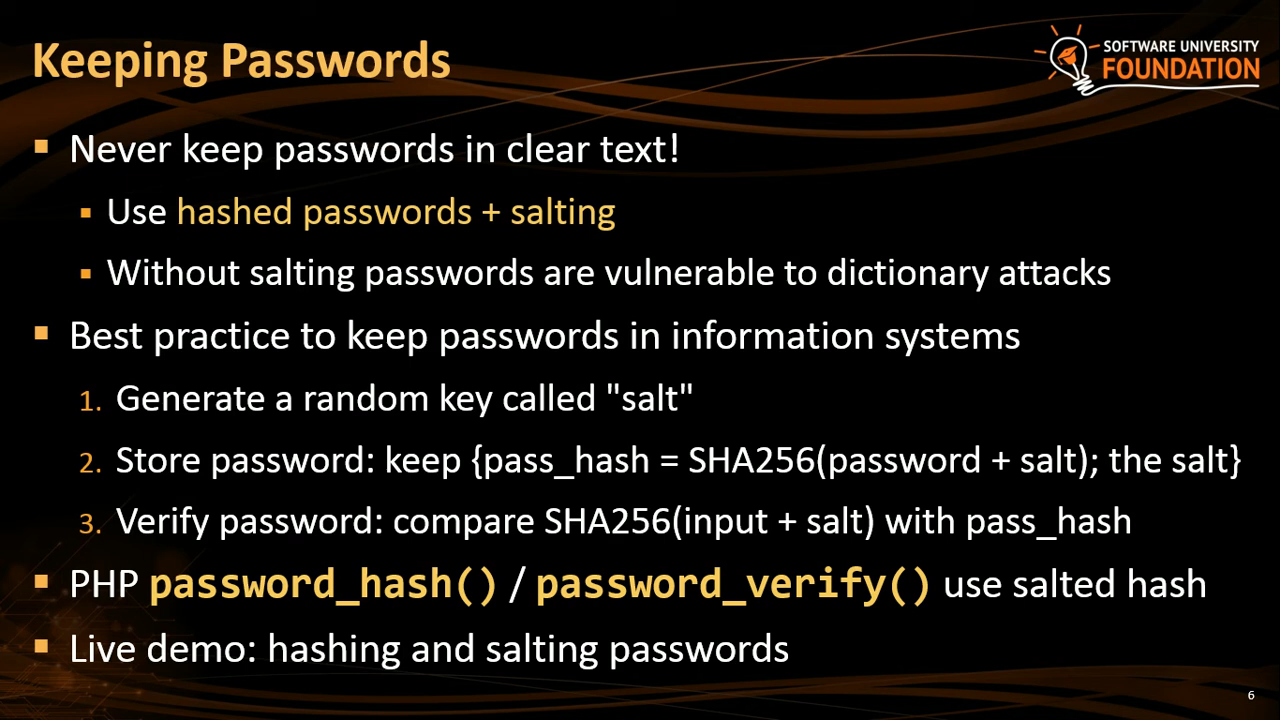 Keeping Passwords
SOFTWARE UNIVERSITY
FOUNDATION
Never keep passwords in clear text!
Use hashed passwords + salting
Without salting passwords are vulnerable to dictionary attacks
Best practice to keep passwords in information systems
1. Generate a random key called "salt"
2. Store password: keep {pass_hash = SHA256(password + salt); the salt}
3. Verify password: compare SHA256(input + salt) with pass_hash
PHP password_hash() / password_verify() use salted hash
Live demo: hashing and salting passwords
6